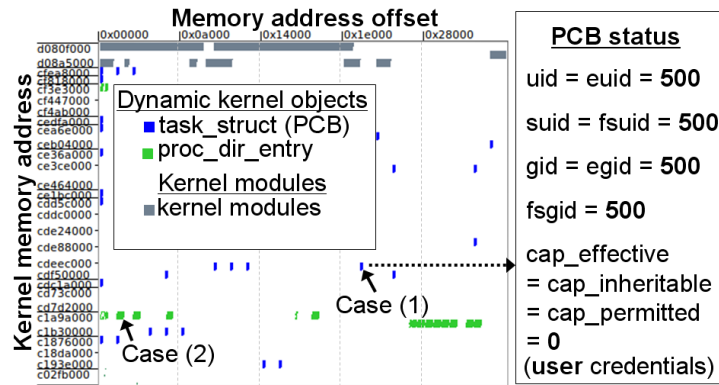 Memory address offset
0x00000 0x0a000 0x14000 0x1e000 0x28000
Kernel memory address
d080f000
d08a5000
cfea8000
cf818000
cf3e3000
cf447000
cf4ab000
cedfa000
cea6e000
ceb04000
ce36a000
ce3ce000
ce464000
ce1bc000
cdd5c000
cddc0000
cde24000
cde88000
cdeec000
cdf50000
cdc1a000
cd73c000
cd7d2000
c1a9a000
c1b30000
c1876000
c18da000
c193e000
c02fb000
Dynamic kernel objects
task_struct (PCB)
proc_dir_entry
Kernel modules
kernel modules
Case (1)
Case (2)
PCB status
uid = euid = 500
suid = fsuid = 500
gid = egid = 500
fsgid = 500
cap_effective
= cap_inheritable
= cap_permitted
= 0
(user credentials)